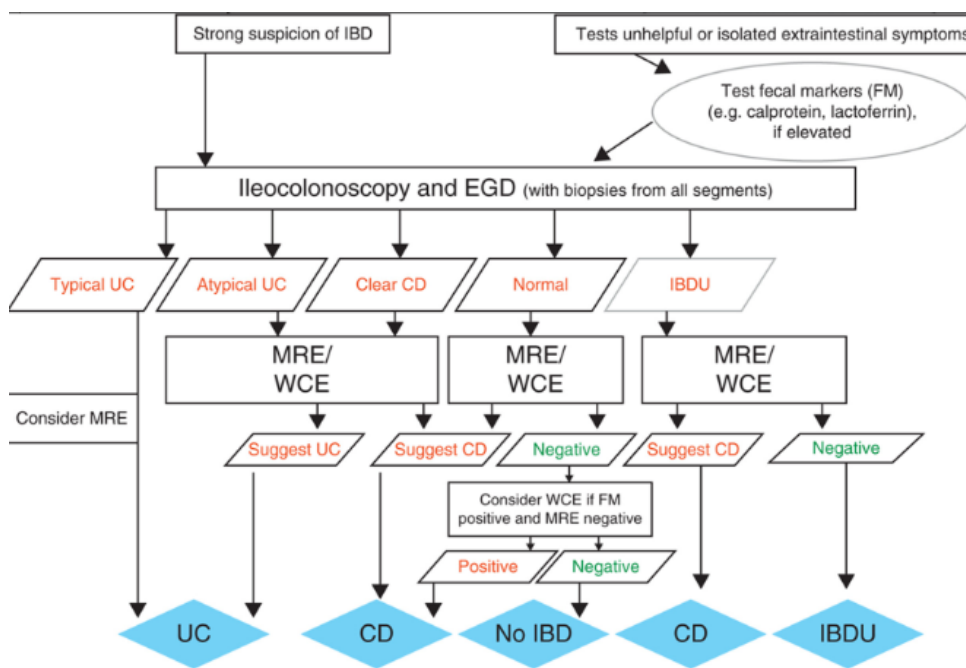 Strong suspicion of IBD
Tests unhelpful or isolated extraintestinal symptoms
Test fecal markers (FM)
(e.g. calprotein, lactoferrin),
if elevated
Ileocolonoscopy and EGD (with biopsies from all segments)
Typical UC
Atypical UC
Clear CD
Normal
IBDU
MRE/
WCE
MRE/
WCE
MRE/
WCE
Consider MRE
Suggest UC
Suggest CD
Negative
Suggest CD
Negative
Consider WCE if FM
positive and MRE negative
Positive
Negative
UC
CD
No IBD
CD
IBDU